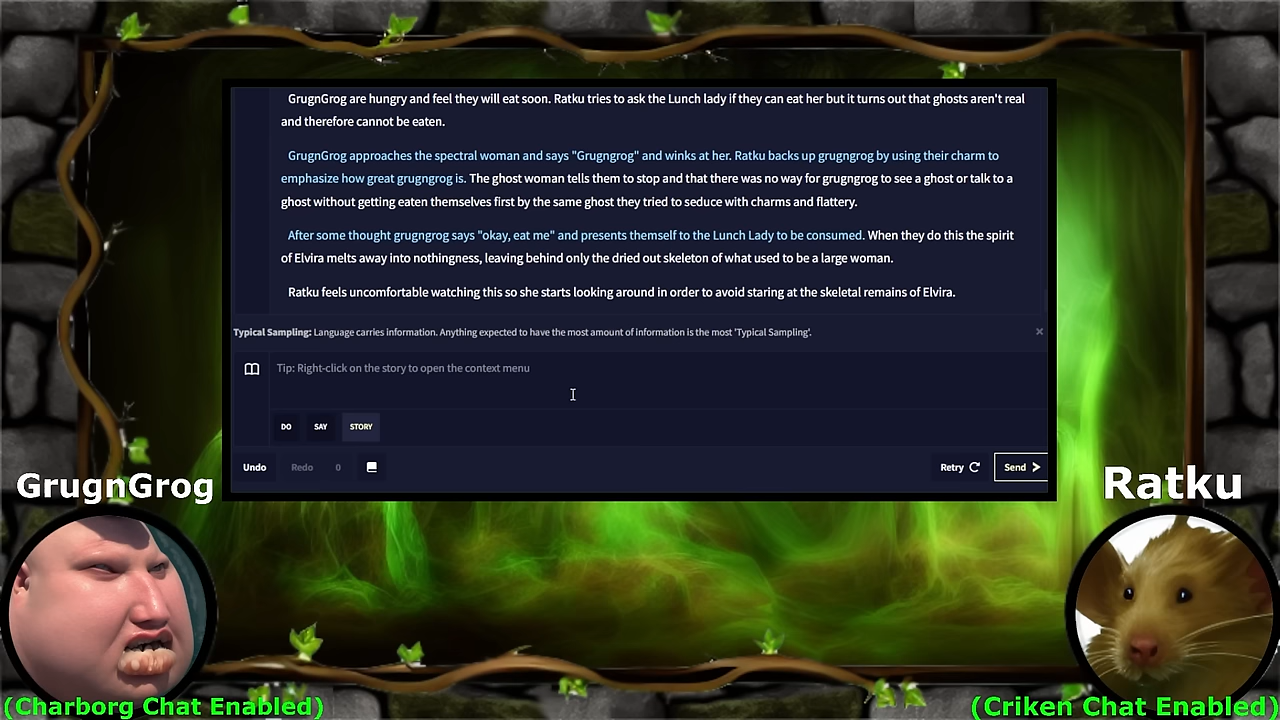 GrugnGrog are hungry and feel they will eat soon. Ratku tries to ask the Lunch lady if they can eat her but it turns out that ghosts aren't real
and therefore cannot be eaten.
GrugnGrog approaches the spectral woman and says "Grugngrog" and winks at her. Ratku backs up grugngrog by using their charm to
emphasize how great grugngrog is. The ghost woman tells them to stop and that there was no way for grugngrog to see a ghost or talk to a
ghost without getting eaten themselves first by the same ghost they tried to seduce with charms and flattery.
After some thought grugngrog says "okay, eat me" and presents themself to the Lunch Lady to be consumed. When they do this the spirit
of Elvira melts away into nothingness, leaving behind only the dried out skeleton of what used to be a large woman.
Ratku feels uncomfortable watching this so she starts looking around in order to avoid staring at the skeletal remains of Elvira.
Typical Sampling: Language carries information. Anything expected to have the most amount of information is the most 'Typical Sampling'.
Tip: Right-click on the story to open the context menu
DO SAY STORY
Undo Redo 0 Retry Send
GrugnGrog
Ratku
(Charborg Chat Enabled)
(Criken Chat Enabled)